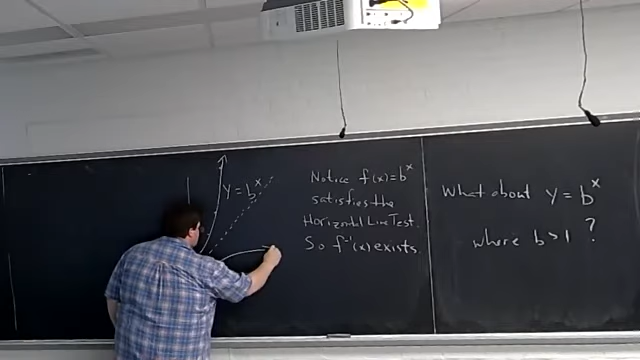 y = b^x
Notice f(x) = b^x
satisfies the
Horizontal Line Test.
So f^-1(x) exists.
What about y = b^x
where b > 1 ?